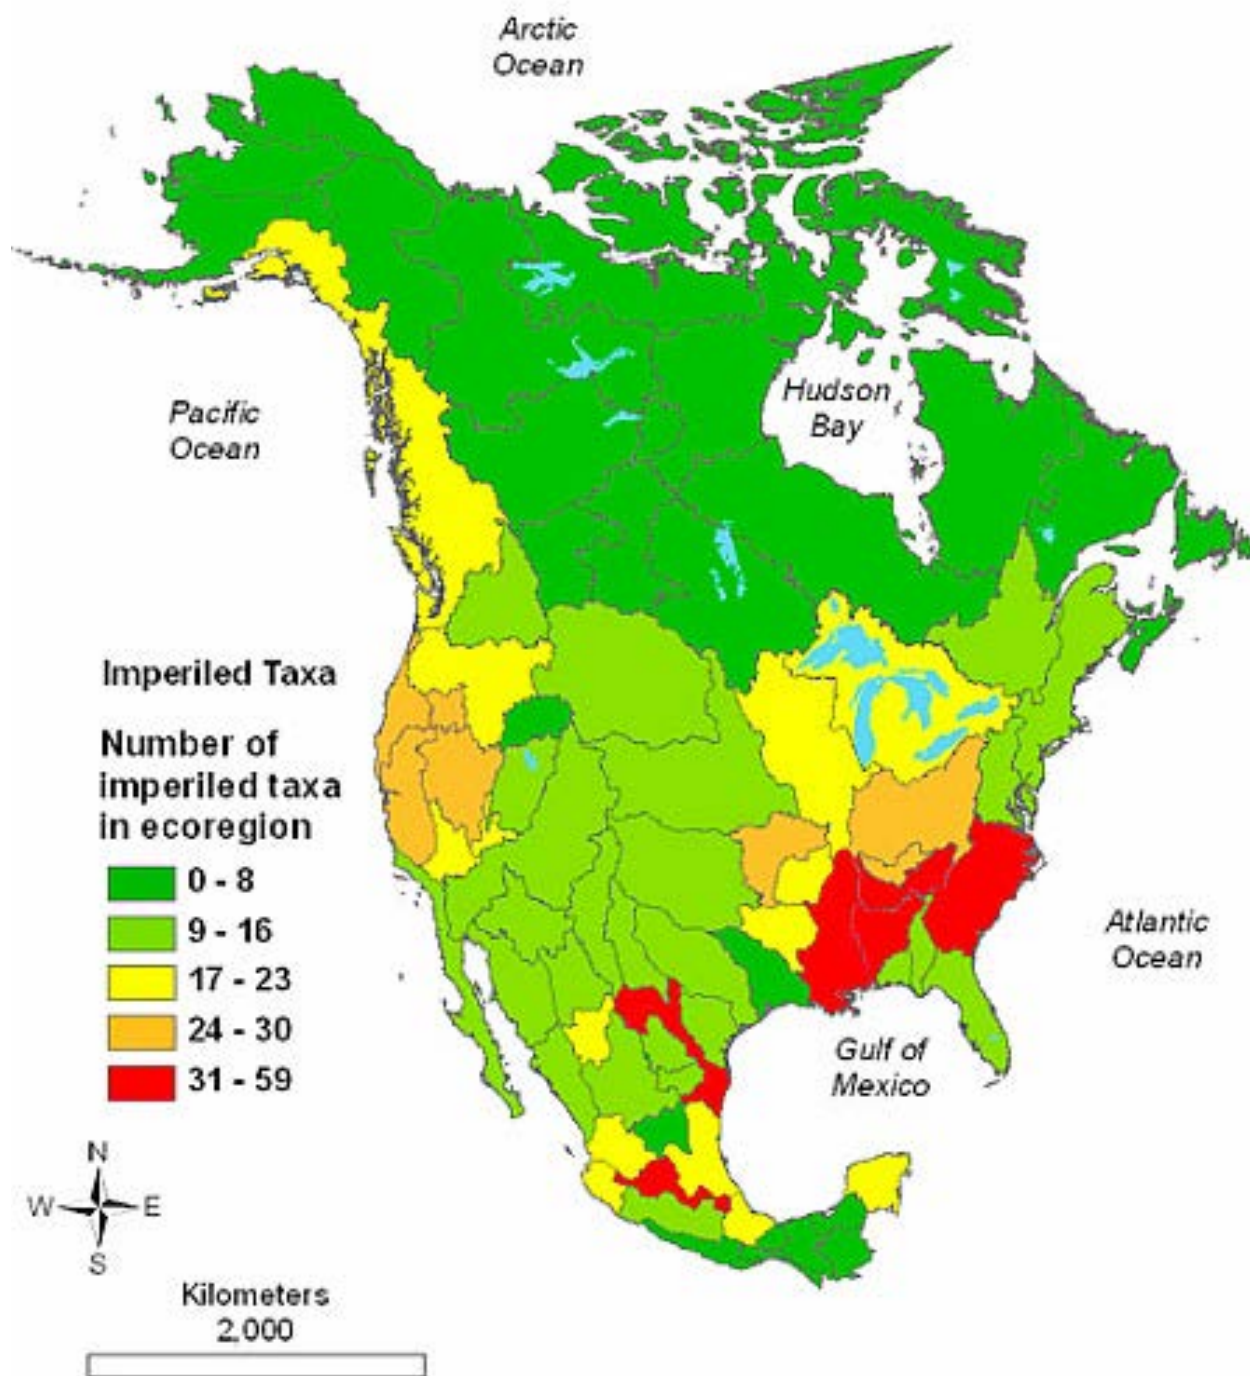 Arctic
Ocean
Hudson
Bay
Pacific
Ocean
Imperiled Taxa
Number of
imperiled taxa
in ecoregion
0 - 8
9 - 16
17 - 23
24 - 30
31 - 59
Atlantic
Ocean
Gulf of
Mexico
N
W E
S
Kilometers
2,000